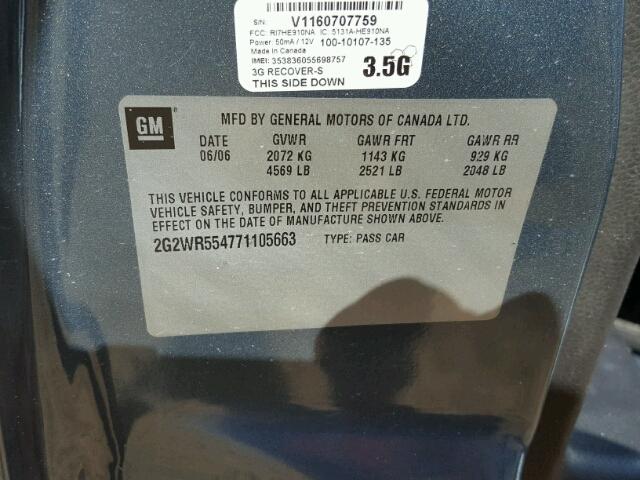 S/N: V1160707759
FCC: RI7HE910NA IC: 5131A-HE910NA
Power: 50mA / 12V 100-10107-135
Made in Canada
IMEI: 353836055698757
3G RECOVER-S 3.5G
THIS SIDE DOWN
GM MFD BY GENERAL MOTORS OF CANADA LTD.
DATE GVWR GAWR FRT GAWR RR
06/06 2072 KG 1143 KG 929 KG
4569 LB 2521 LB 2048 LB
THIS VEHICLE CONFORMS TO ALL APPLICABLE U.S. FEDERAL MOTOR
VEHICLE SAFETY, BUMPER, AND THEFT PREVENTION STANDARDS IN
EFFECT ON THE DATE OF MANUFACTURE SHOWN ABOVE.
2G2WR554771105663 TYPE: PASS CAR